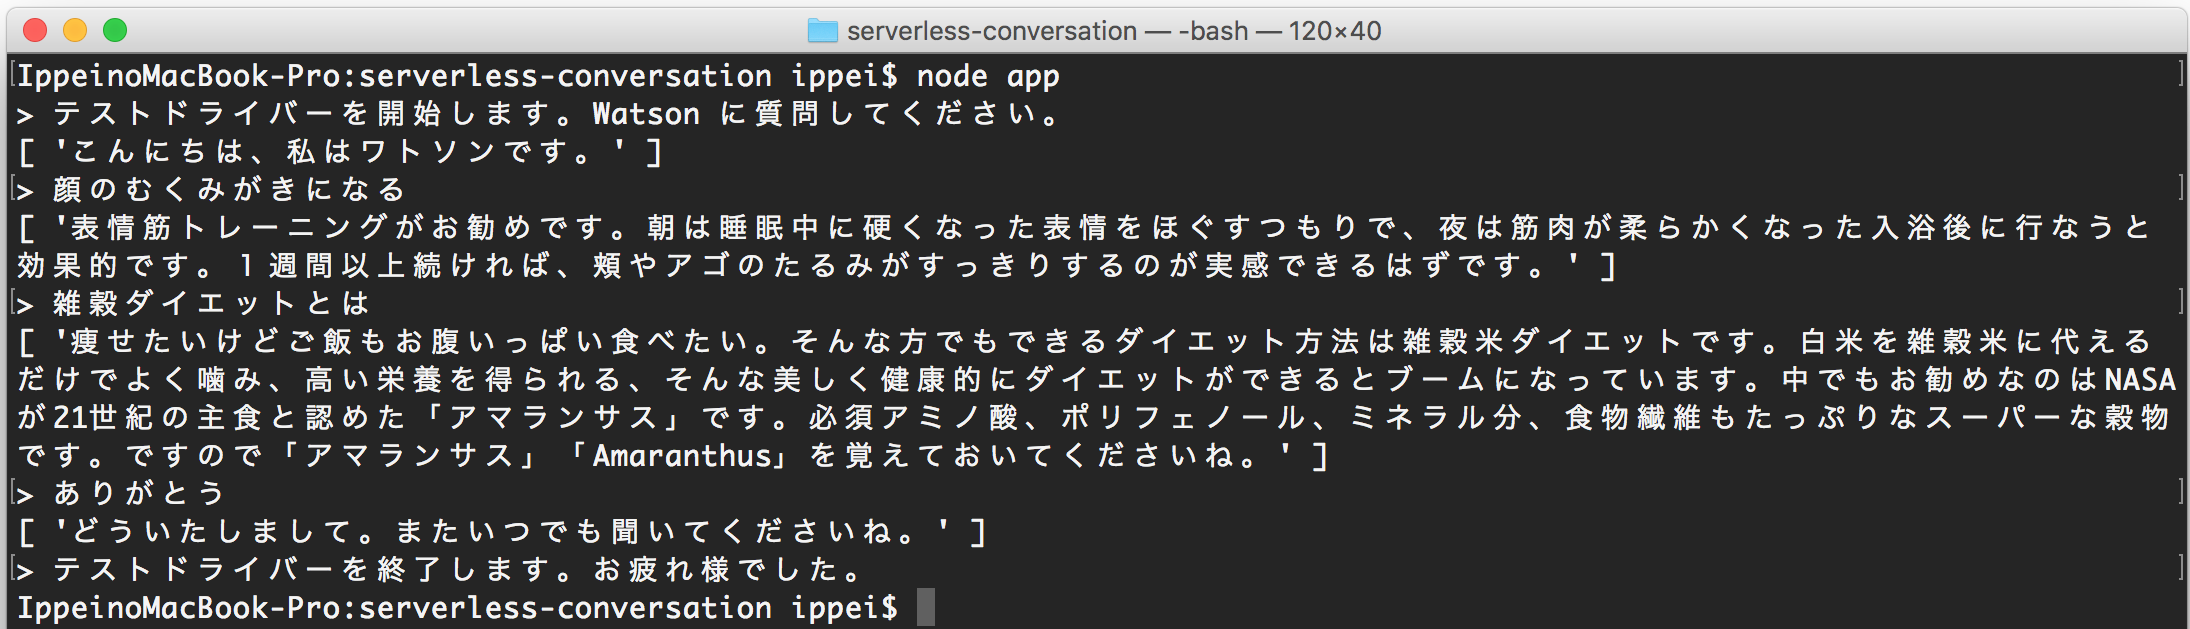 serverless-conversation — -bash — 120×40
IppeinoMacBook-Pro:serverless-conversation ippei$ node app
> テストドライバーを開始します。Watson に質問してください。
[ 'こんにちは、私はワトソンです。' ]
> 顔のむくみがきになる
[ '表情筋トレーニングがお勧めです。朝は睡眠中に硬くなった表情をほぐすつもりで、夜は筋肉が柔らかくなった入浴後に行なうと
効果的です。１週間以上続ければ、頬やアゴのたるみがすっきりするのが実感できるはずです。' ]
> 雑穀ダイエットとは
[ '痩せたいけどご飯もお腹いっぱい食べたい。そんな方でもできるダイエット方法は雑穀米ダイエットです。白米を雑穀米に代える
だけでよく噛み、高い栄養を得られる、そんな美しく健康的にダイエットができるとブームになっています。中でもお勧めなのはNASA
が21世紀の主食と認めた「アマランサス」です。必須アミノ酸、ポリフェノール、ミネラル分、食物繊維もたっぷりなスーパーな穀物
です。ですので「アマランサス」「Amaranthus」を覚えておいてくださいね。' ]
> ありがとう
[ 'どういたしまして。またいつでも聞いてくださいね。' ]
> テストドライバーを終了します。お疲れ様でした。
IppeinoMacBook-Pro:serverless-conversation ippei$